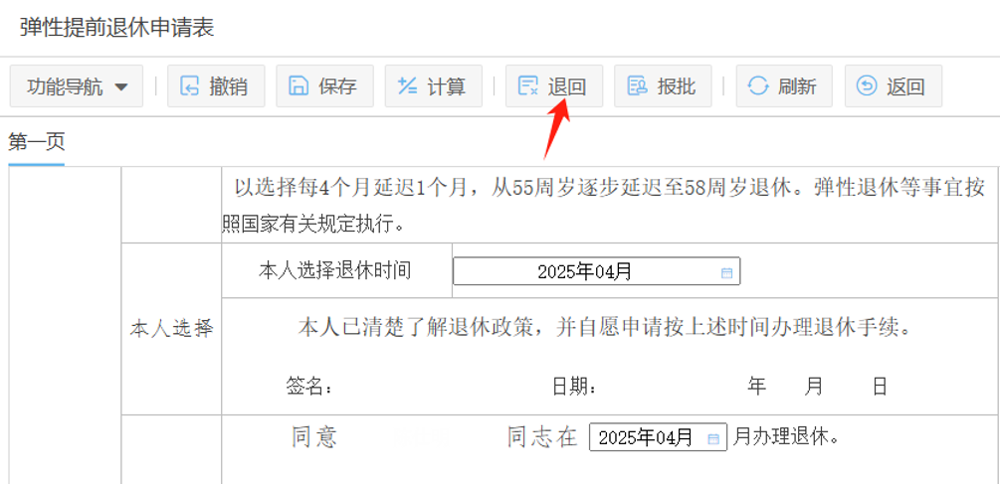 弹性提前退休申请表
功能导航 撤销 保存 计算 退回 报批 刷新 返回
第一页
以选择每4个月延迟1个月，从55周岁逐步延迟至58周岁退休。弹性退休等事宜按
照国家有关规定执行。
本人选择退休时间 2025年04月
本人选择
本人已清楚了解退休政策，并自愿申请按上述时间办理退休手续。
签名： 日期： 年 月 日
同意 同志在 2025年04月 月办理退休。